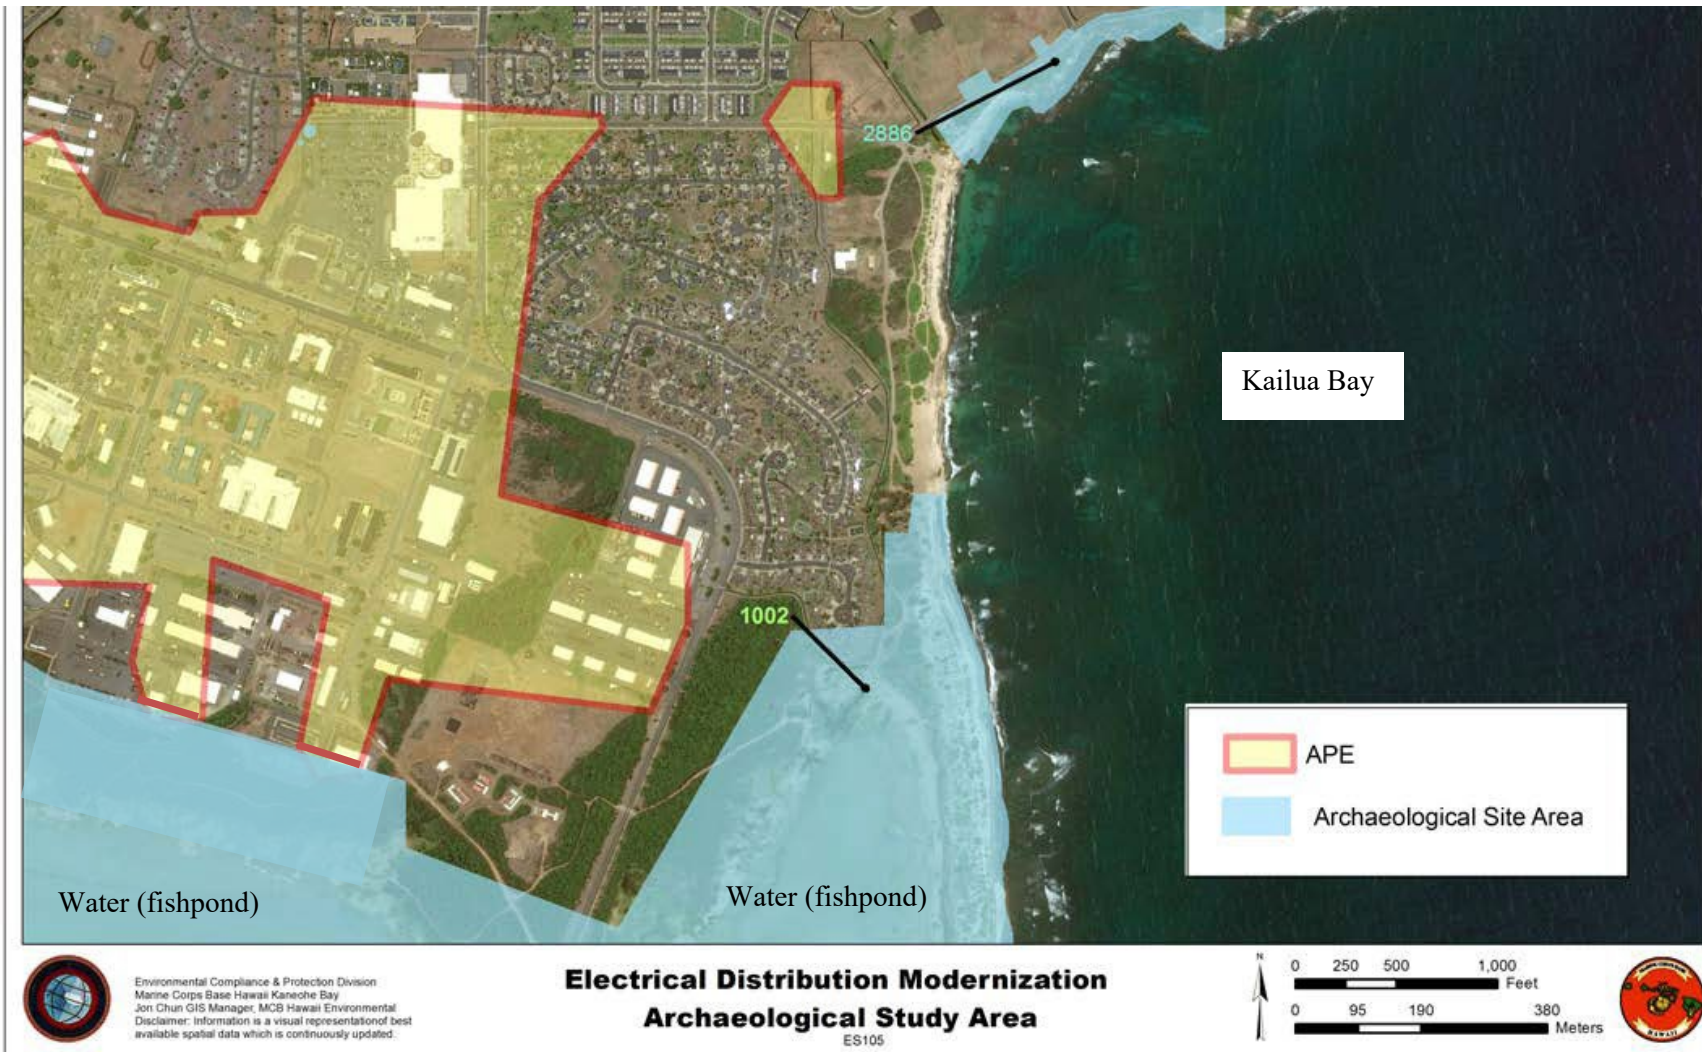 2886
Kailua Bay
1002
APE
Archaeological Site Area
Water (fishpond)
Water (fishpond)
Environmental Compliance & Protection Division
Marine Corps Base Hawaii Kaneohe Bay
Jon Chun GIS Manager, MCB Hawaii Environmental
Disclaimer: Information is a visual representationof best
available spatial data which is continuously updated.
Electrical Distribution Modernization
Archaeological Study Area
ES105
N
0 250 500 1,000
Feet
0 95 190 380
Meters
HAWAII